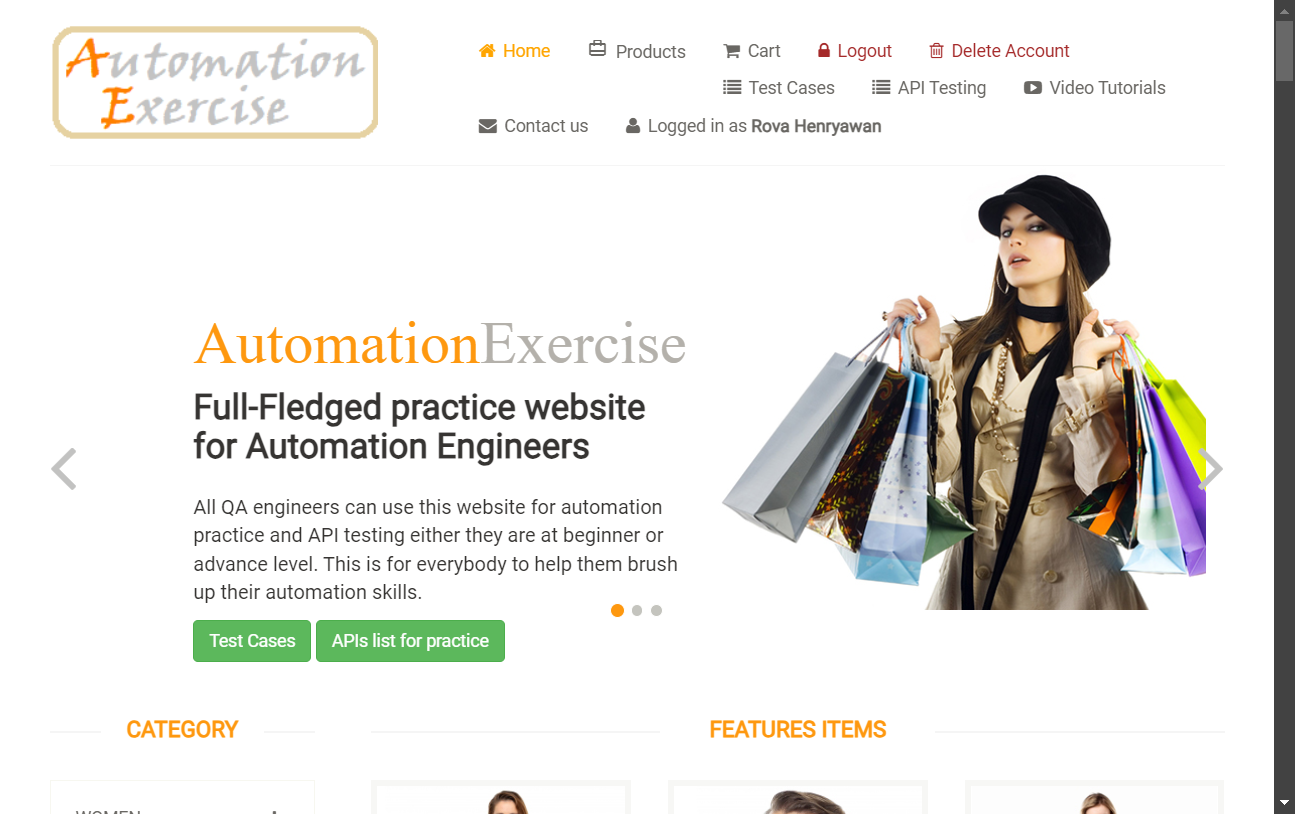 Automation
Exercise
Home Products Cart Logout Delete Account
Test Cases API Testing Video Tutorials
Contact us Logged in as Rova Henryawan
AutomationExercise
Full-Fledged practice website
for Automation Engineers
All QA engineers can use this website for automation
practice and API testing either they are at beginner or
advance level. This is for everybody to help them brush
up their automation skills.
Test Cases APIs list for practice
CATEGORY FEATURES ITEMS
WOMEN